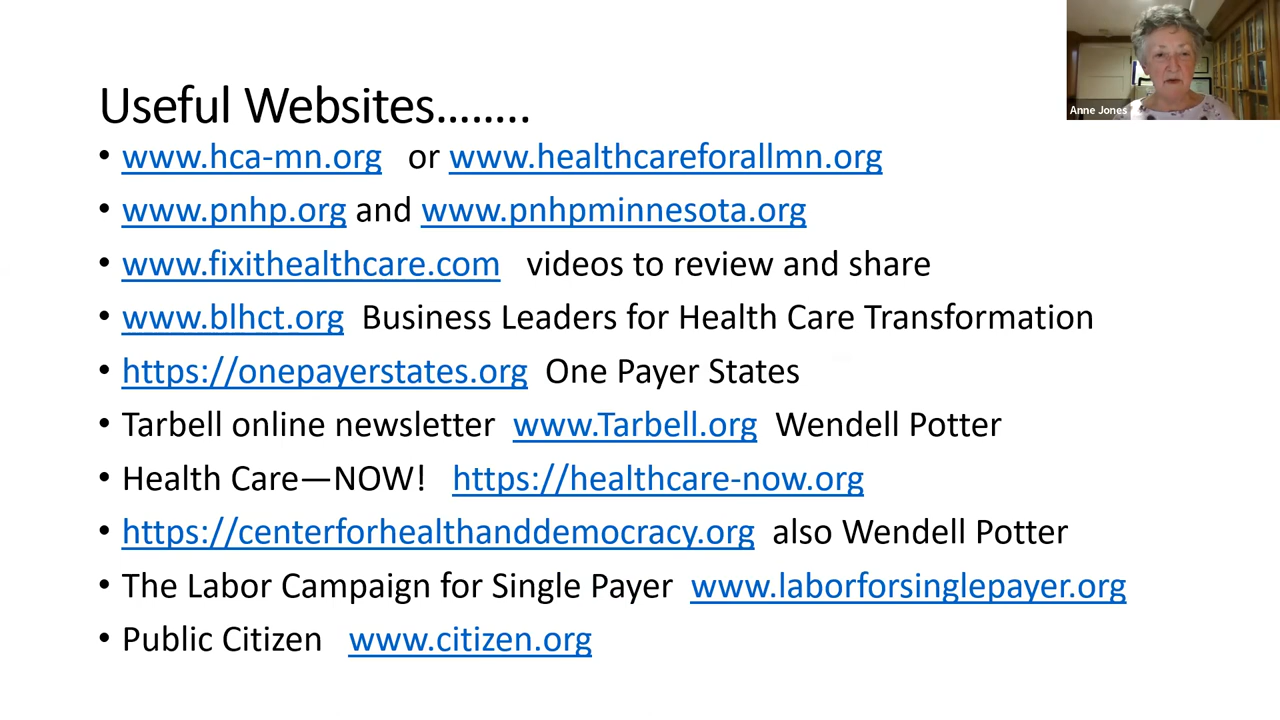 Useful Websites........
• www.hca-mn.org or www.healthcareforallmn.org
• www.pnhp.org and www.pnhpminnesota.org
• www.fixithealthcare.com videos to review and share
• www.blhct.org Business Leaders for Health Care Transformation
• https://onepayerstates.org One Payer States
• Tarbell online newsletter www.Tarbell.org Wendell Potter
• Health Care—NOW! https://healthcare-now.org
• https://centerforhealthanddemocracy.org also Wendell Potter
• The Labor Campaign for Single Payer www.laborforsinglepayer.org
• Public Citizen www.citizen.org
Anne Jones